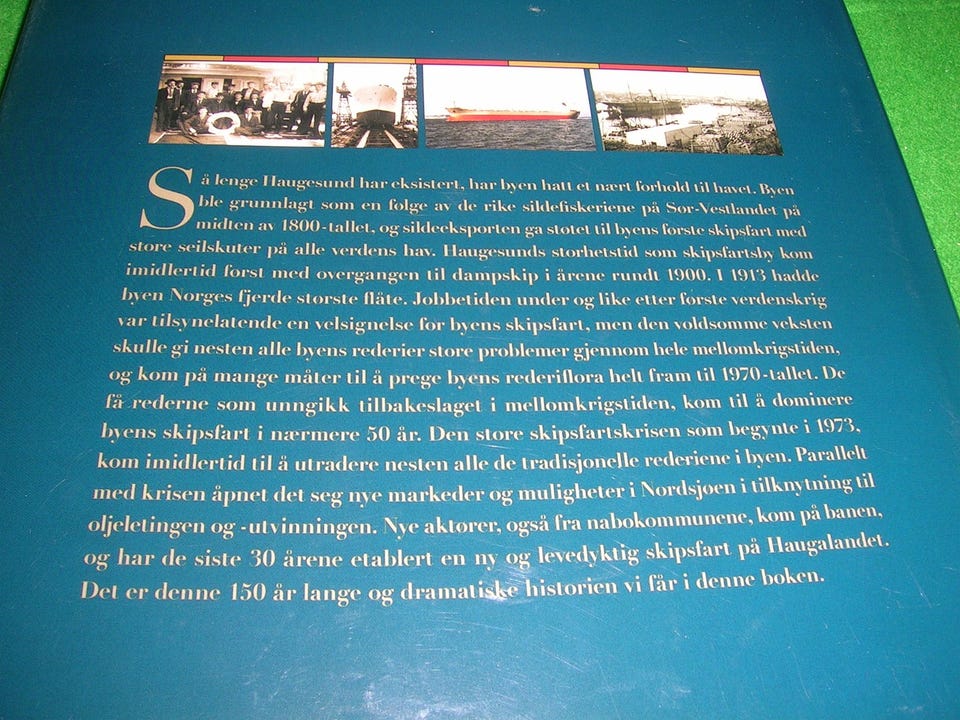 Så lenge Haugesund har eksistert, har byen hatt et nært forhold til havet. Byen
ble grunnlagt som en følge av de rike sildefiskeriene på Sør-Vestlandet på
midten av 1800-tallet, og sildeeksporten ga støtet til byens første skipsfart med
store seilskuter på alle verdens hav. Haugesunds storhetstid som skipsfartsby kom
imidlertid først med overgangen til dampskip i årene rundt 1900. I 1913 hadde
byen Norges fjerde største flåte. Jobbetiden under og like etter første verdenskrig
var tilsynelatende en velsignelse for byens skipsfart, men den voldsomme veksten
skulle gi nesten alle byens rederier store problemer gjennom hele mellomkrigstiden,
og kom på mange måter til å prege byens rederiflora helt fram til 1970-tallet. De
få rederne som unngikk tilbakeslaget i mellomkrigstiden, kom til å dominere
byens skipsfart i nærmere 50 år. Den store skipsfartskrisen som begynte i 1973,
kom imidlertid til å utradere nesten alle de tradisjonelle rederiene i byen. Parallelt
med krisen åpnet det seg nye markeder og muligheter i Nordsjøen i tilknytning til
oljeletingen og -utvinningen. Nye aktører, også fra nabokommunene, kom på banen,
og har de siste 30 årene etablert en ny og levedyktig skipsfart på Haugalandet.
Det er denne 150 år lange og dramatiske historien vi får i denne boken.